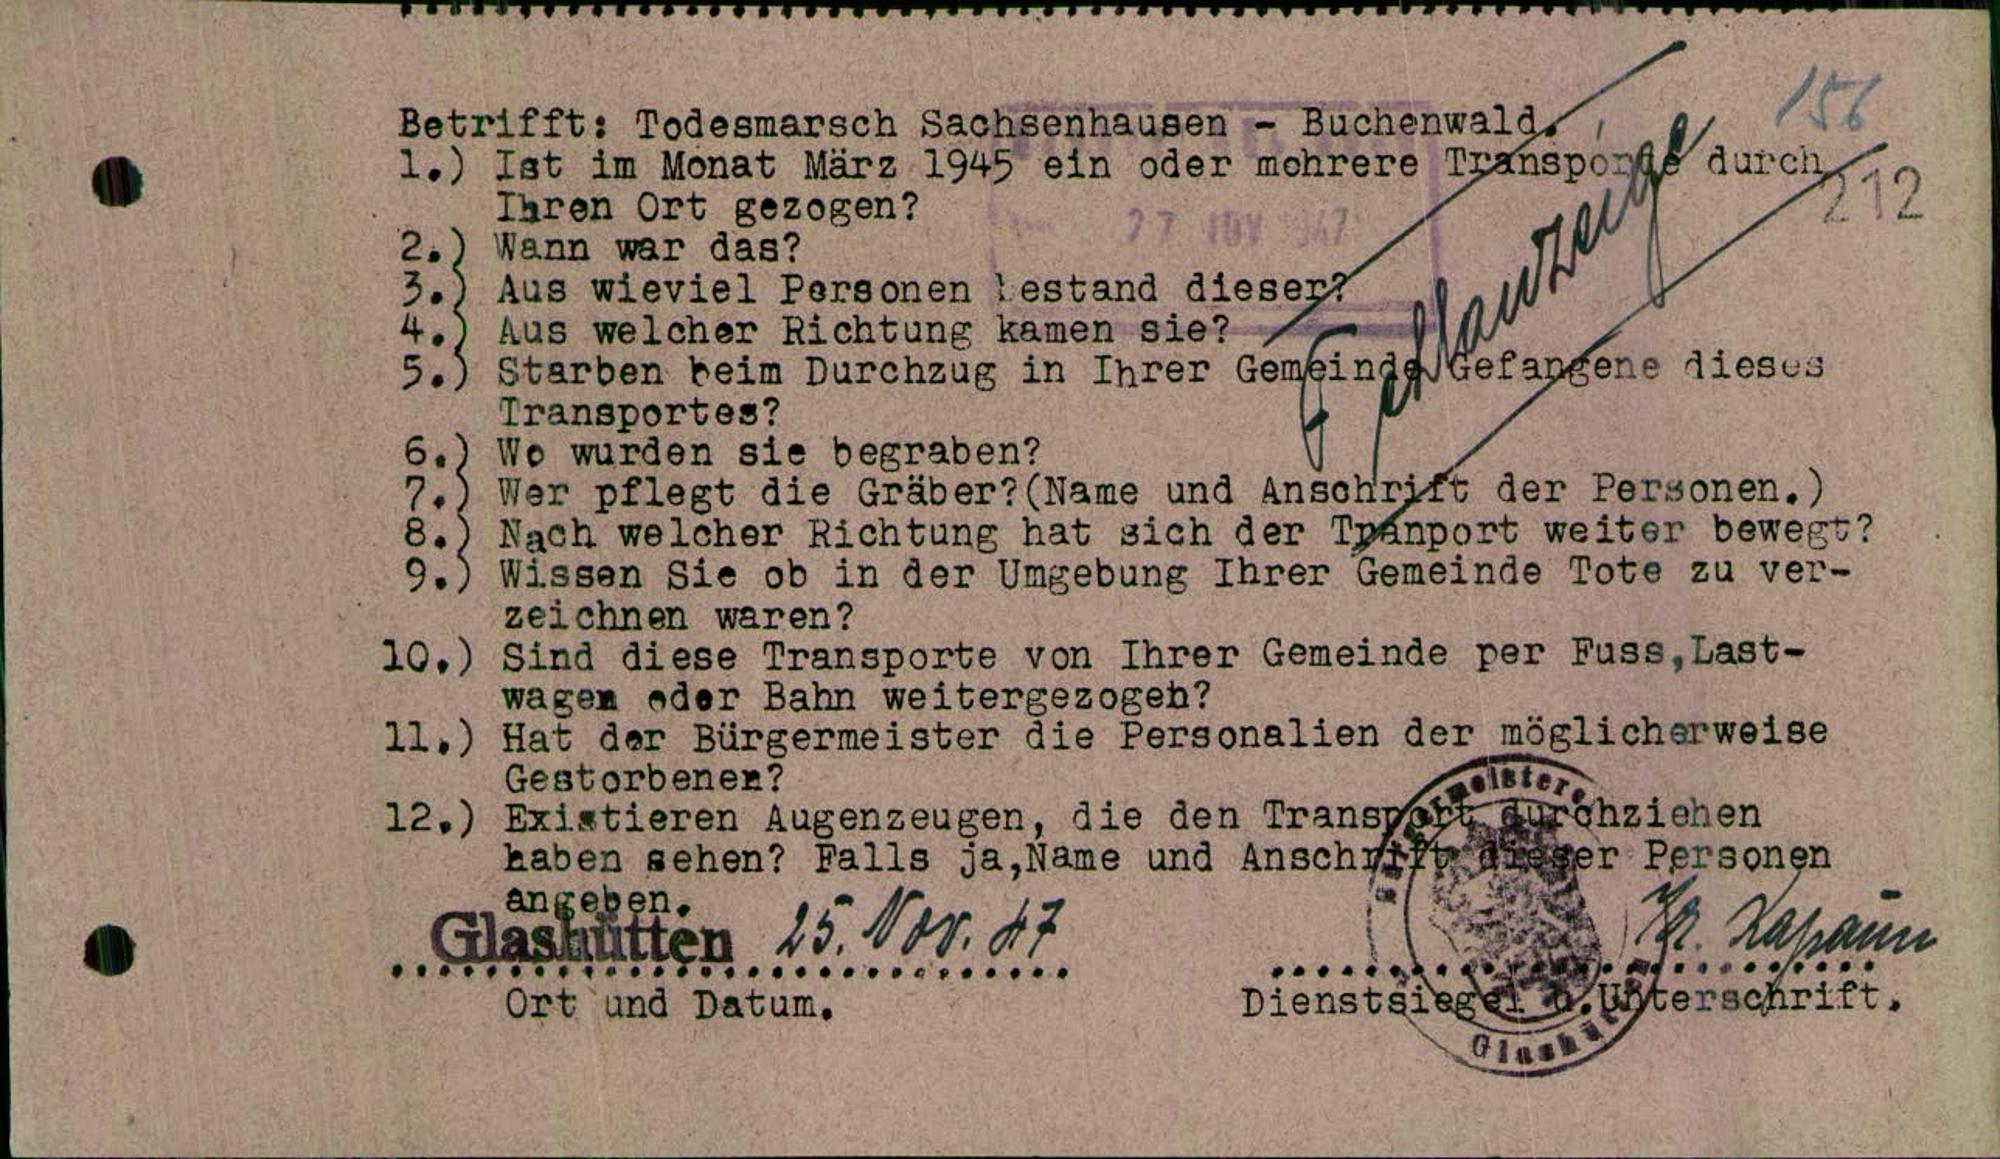 156
Betrifft: Todesmarsch Sachsenhausen - Buchenwald.
1.) Ist im Monat März 1945 ein oder mehrere Transporde durch
212
Ihren Ort gezogen?
27 NOV 1947
2.) Wann war das?
3.) Aus wieviel Personen bestand dieser?
4.) Aus welcher Richtung kamen sie?
Fehlanzeige
5.) Starben beim Durchzug in Ihrer Gemeinde Gefangene dieses
Transportes?
6.) Wo wurden sie begraben?
7.) Wer pflegt die Gräber?(Name und Anschrift der Personen.)
8.) Nach welcher Richtung hat sich der Tranport weiter bewegt?
9.) Wissen Sie ob in der Umgebung Ihrer Gemeinde Tote zu ver-
zeichnen waren?
10.) Sind diese Transporte von Ihrer Gemeinde per Fuss,Last-
wagen oder Bahn weitergezogen?
11.) Hat der Bürgermeister die Personalien der möglicherweise
Gestorbenen?
12.) Existieren Augenzeugen, die den Transport durchziehen
haben sehen? Falls ja,Name und Anschrift dieser Personen
angeben.
Glashütten 25. Nov. 47
Ort und Datum.
Dienstsiegel u.Unterschrift.